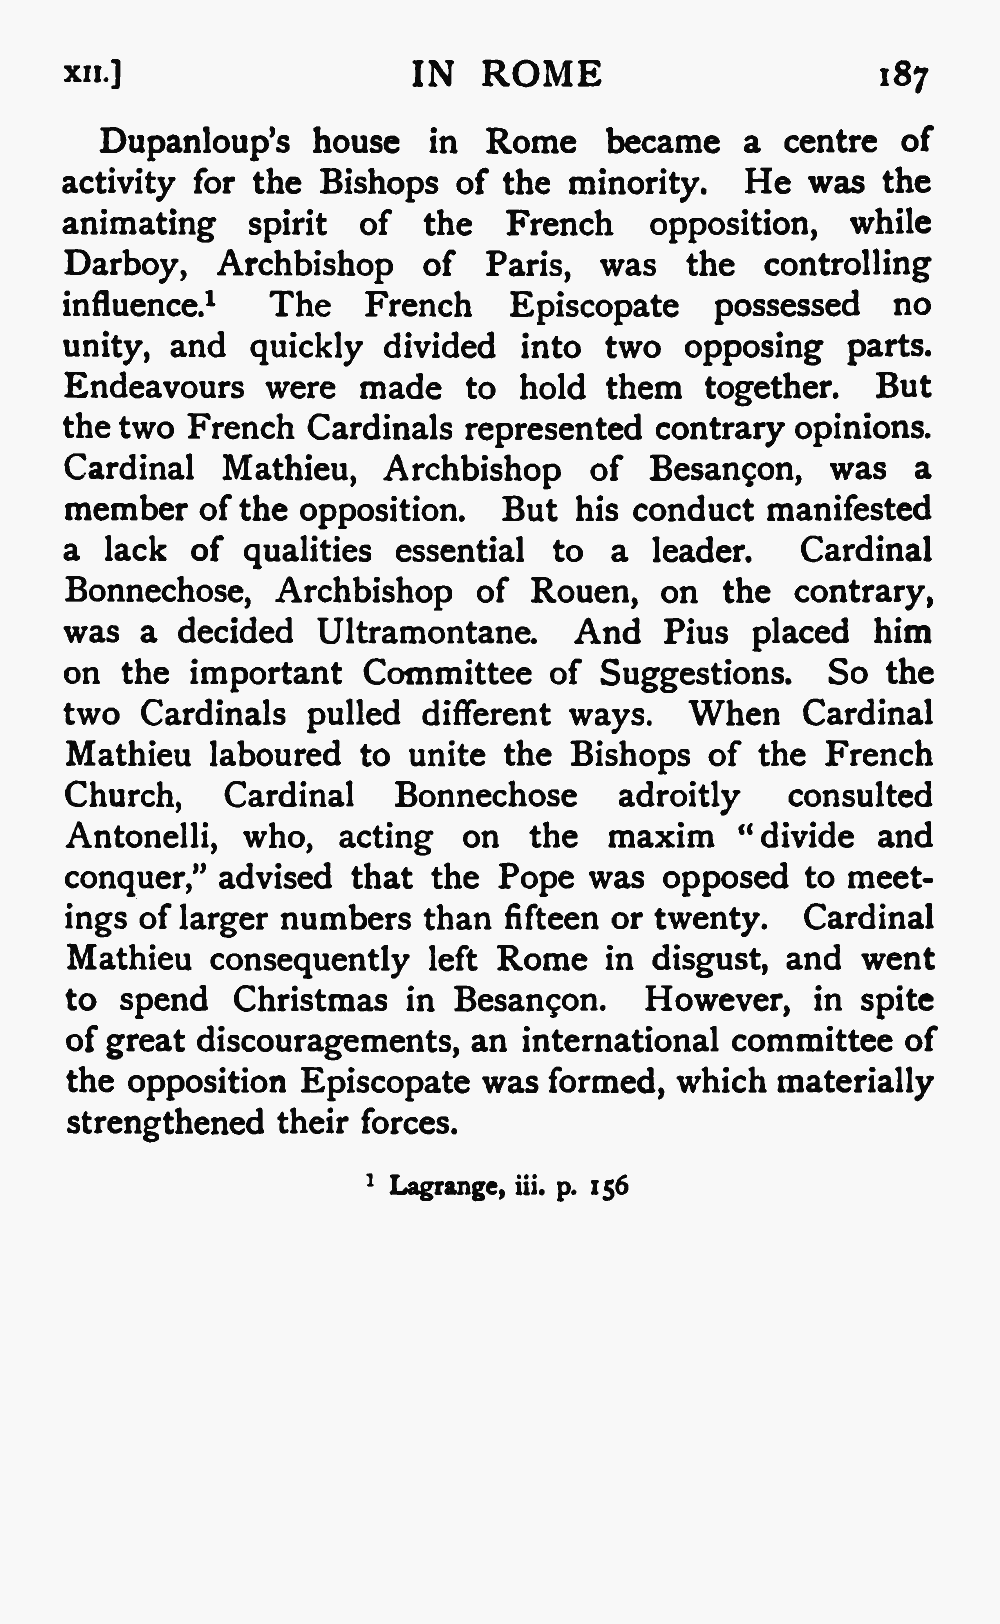 XII.] IN ROME 187
Dupanloup's house in Rome became a centre of
activity for the Bishops of the minority. He was the
animating spirit of the French opposition, while
Darboy, Archbishop of Paris, was the controlling
influence.¹ The French Episcopate possessed no
unity, and quickly divided into two opposing parts.
Endeavours were made to hold them together. But
the two French Cardinals represented contrary opinions.
Cardinal Mathieu, Archbishop of Besançon, was a
member of the opposition. But his conduct manifested
a lack of qualities essential to a leader. Cardinal
Bonnechose, Archbishop of Rouen, on the contrary,
was a decided Ultramontane. And Pius placed him
on the important Committee of Suggestions. So the
two Cardinals pulled different ways. When Cardinal
Mathieu laboured to unite the Bishops of the French
Church, Cardinal Bonnechose adroitly consulted
Antonelli, who, acting on the maxim “divide and
conquer,” advised that the Pope was opposed to meet-
ings of larger numbers than fifteen or twenty. Cardinal
Mathieu consequently left Rome in disgust, and went
to spend Christmas in Besançon. However, in spite
of great discouragements, an international committee of
the opposition Episcopate was formed, which materially
strengthened their forces.
¹ Lagrange, iii. p. 156